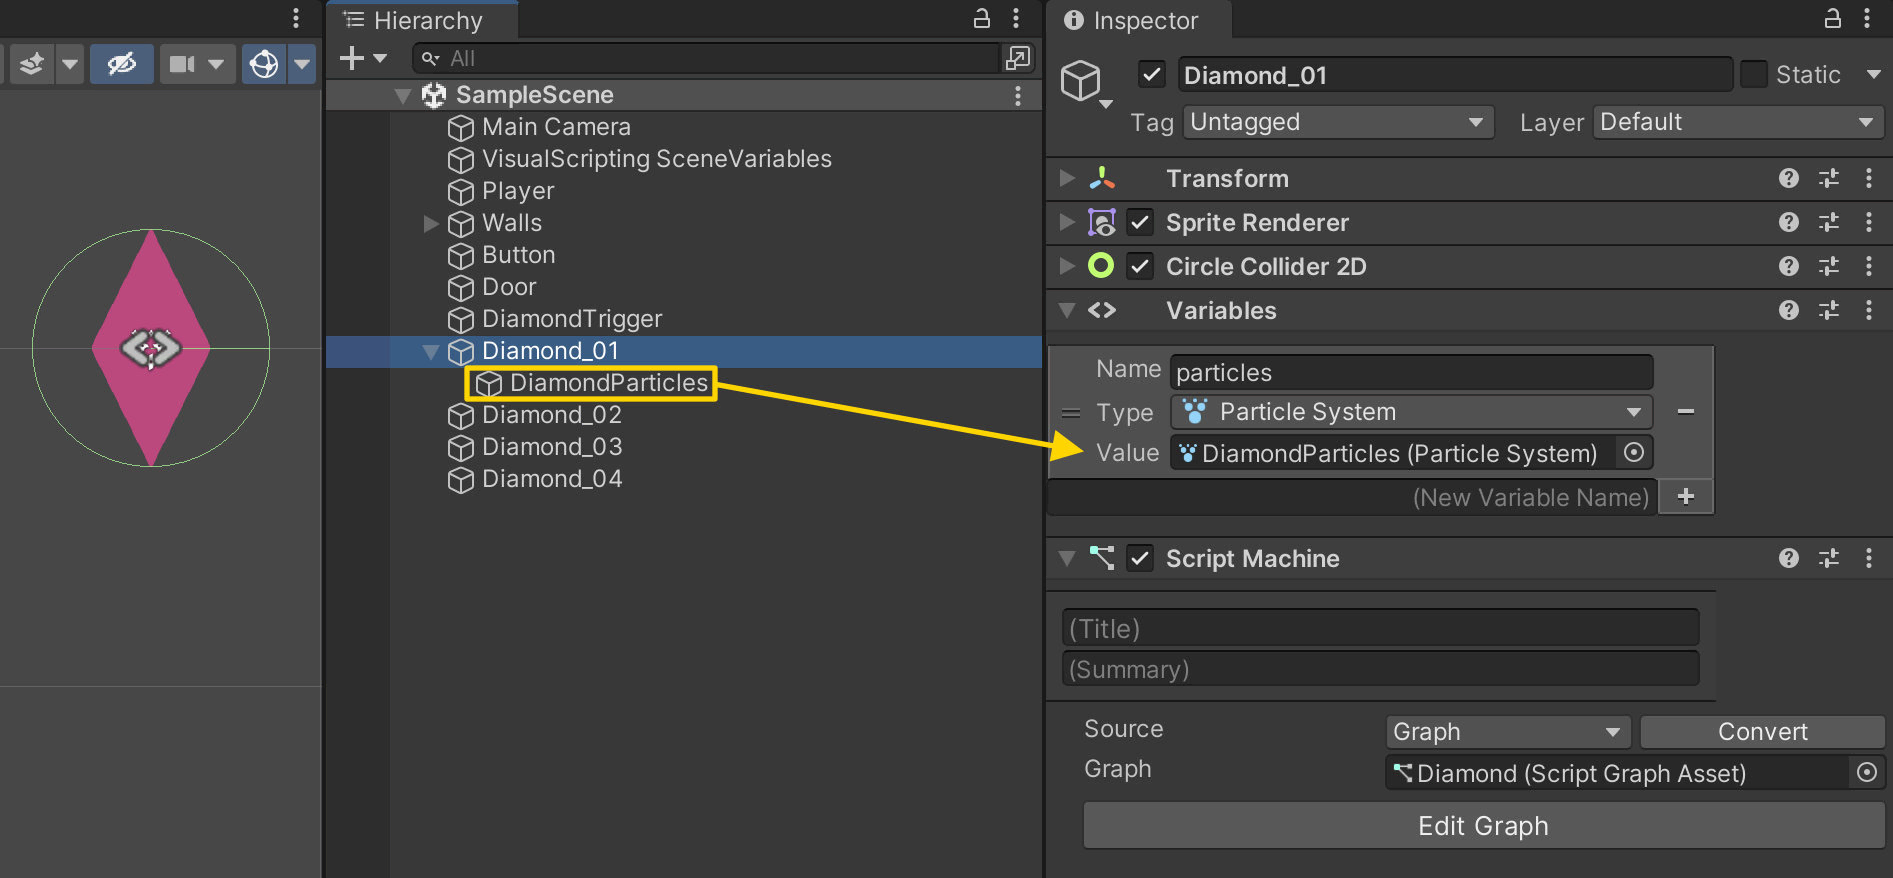 Hierarchy
All
SampleScene
Main Camera
VisualScripting SceneVariables
Player
Walls
Button
Door
DiamondTrigger
Diamond_01
DiamondParticles
Diamond_02
Diamond_03
Diamond_04
Inspector
Diamond_01
Static
Tag Untagged Layer Default
Transform
Sprite Renderer
Circle Collider 2D
Variables
Name particles
Type Particle System
Value DiamondParticles (Particle System)
(New Variable Name)
Script Machine
(Title)
(Summary)
Source Graph Convert
Graph Diamond (Script Graph Asset)
Edit Graph